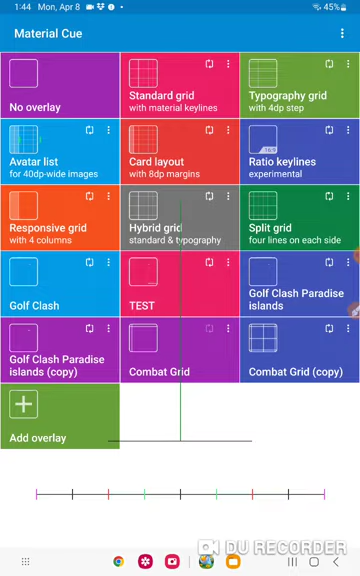 1:44 Mon, Apr 8
45%
Material Cue
No overlay
Standard grid
with material keylines
Typography grid
with 4dp step
Avatar list
for 40dp-wide images
Card layout
with 8dp margins
16:9
Ratio keylines
experimental
Responsive grid
with 4 columns
Hybrid grid
standard & typography
Split grid
four lines on each side
Golf Clash
TEST
Golf Clash Paradise
islands
Golf Clash Paradise
islands (copy)
Combat Grid
Combat Grid (copy)
Add overlay
DU RECORDER